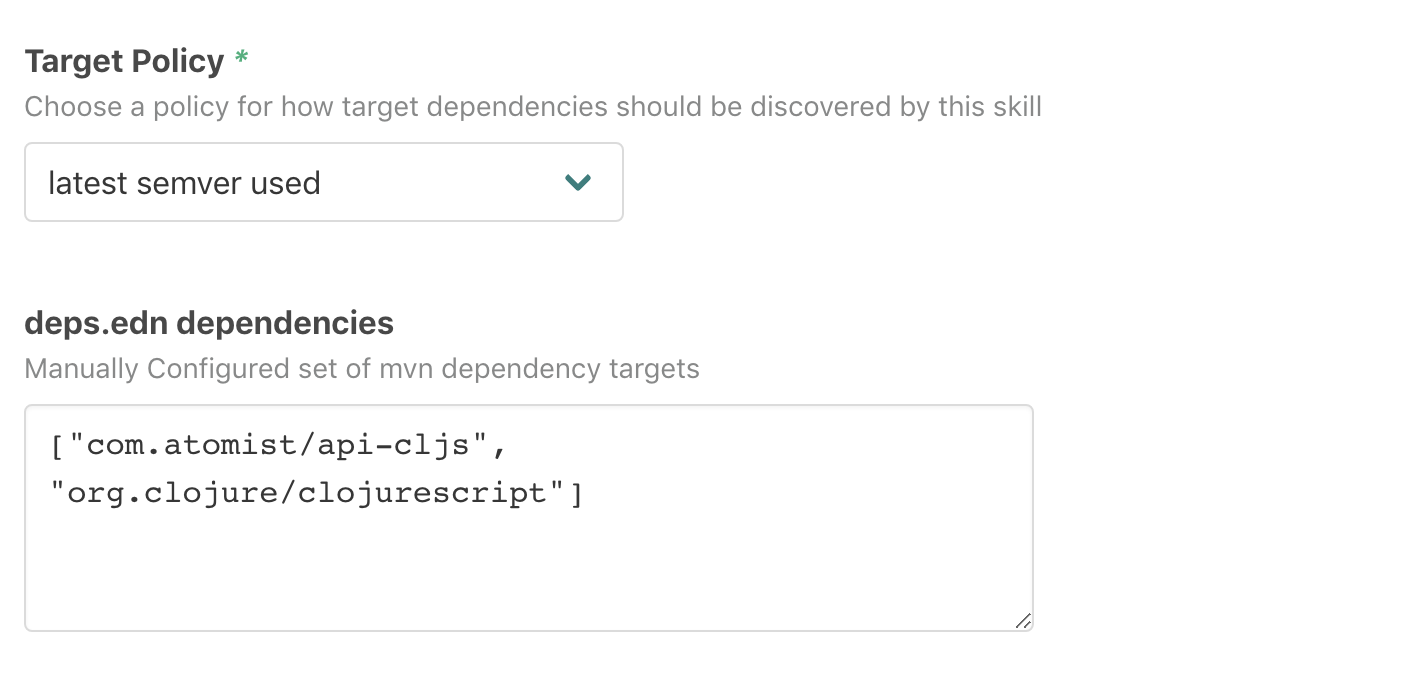 Target Policy *
Choose a policy for how target dependencies should be discovered by this skill
latest semver used
deps.edn dependencies
Manually Configured set of mvn dependency targets
["com.atomist/api-cljs",
"org.clojure/clojurescript"]